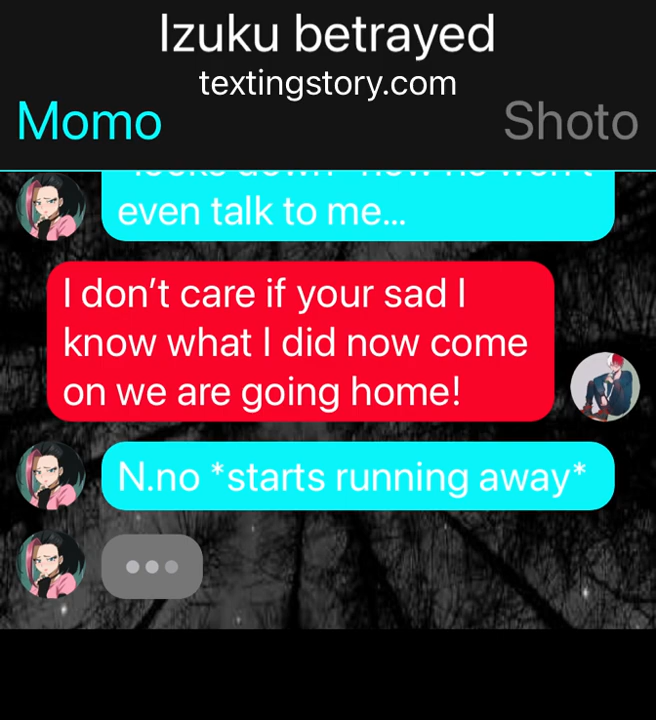 Izuku betrayed
textingstory.com
Momo
Shoto
even talk to me...
I don't care if your sad I
know what I did now come
on we are going home!
N.no *starts running away*